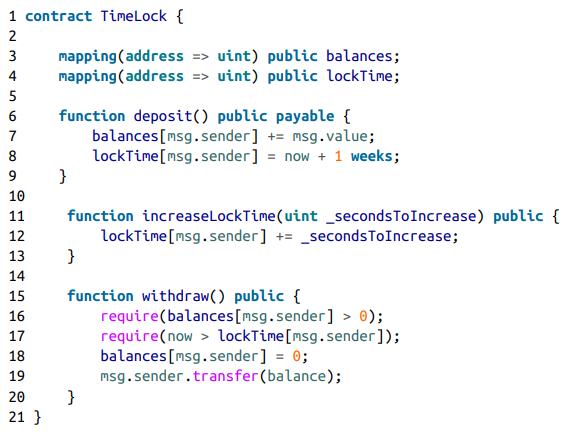 1 contract TimeLock {
2
3     mapping(address => uint) public balances;
4     mapping(address => uint) public lockTime;
5
6     function deposit() public payable {
7         balances[msg.sender] += msg.value;
8         lockTime[msg.sender] = now + 1 weeks;
9     }
10
11     function increaseLockTime(uint _secondsToIncrease) public {
12         lockTime[msg.sender] += _secondsToIncrease;
13     }
14
15     function withdraw() public {
16         require(balances[msg.sender] > 0);
17         require(now > lockTime[msg.sender]);
18         balances[msg.sender] = 0;
19         msg.sender.transfer(balance);
20     }
21 }